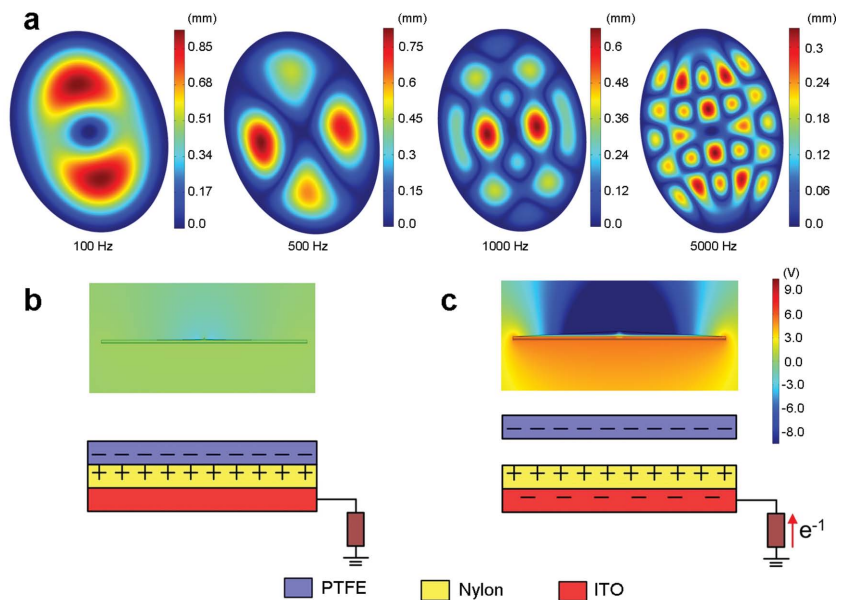 a
(mm)
0.85
0.68
0.51
0.34
0.17
0.0
100 Hz
(mm)
0.75
0.6
0.45
0.3
0.15
0.0
500 Hz
(mm)
0.6
0.48
0.36
0.24
0.12
0.0
1000 Hz
(mm)
0.3
0.24
0.18
0.12
0.06
0.0
5000 Hz
b
c
(V)
9.0
6.0
3.0
0.0
-3.0
-6.0
-9.0
e-1
PTFE
Nylon
ITO